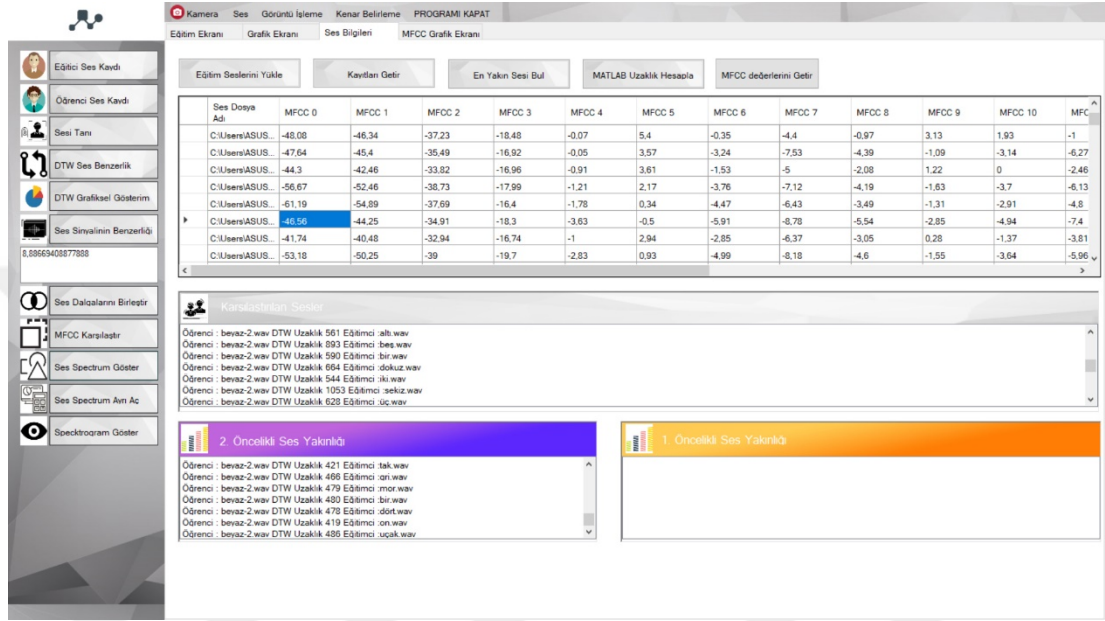 Kamera Ses Görüntü İşleme Kenar Belirleme PROGRAMI KAPAT
Eğitim Ekranı Grafik Ekranı Ses Bilgileri MFCC Grafik Ekranı
Eğitici Ses Kaydı
Öğrenci Ses Kaydı
Sesi Tanı
DTW Ses Benzerlik
DTW Grafiksel Gösterim
Ses Sinyalinin Benzerliği
8,88669408877888
Ses Dalgalarını Birleştir
MFCC Karşılaştır
Ses Spectrum Göster
Ses Spectrum Ayrı Aç
Specktrogram Göster
Eğitim Seslerini Yükle Kayıtları Getir En Yakın Sesi Bul MATLAB Uzaklık Hesapla MFCC değerlerini Getir
Ses Dosya Adı MFCC 0 MFCC 1 MFCC 2 MFCC 3 MFCC 4 MFCC 5 MFCC 6 MFCC 7 MFCC 8 MFCC 9 MFCC 10 MFC
C:\Users\ASUS... -48,08 -46,34 -37,23 -18,48 -0,07 5,4 -0,35 -4,4 -0,97 3,13 1,93 -1
C:\Users\ASUS... -47,64 -45,4 -35,49 -16,92 -0,05 3,57 -3,24 -7,53 -4,39 -1,09 -3,14 -6,27
C:\Users\ASUS... -44,3 -42,46 -33,82 -16,96 -0,91 3,61 -1,53 -5 -2,08 1,22 0 -2,46
C:\Users\ASUS... -56,67 -52,46 -38,73 -17,99 -1,21 2,17 -3,76 -7,12 -4,19 -1,63 -3,7 -6,13
C:\Users\ASUS... -61,19 -54,89 -37,69 -16,4 -1,78 0,34 -4,47 -6,43 -3,49 -1,31 -2,91 -4,8
C:\Users\ASUS... -46,56 -44,25 -34,91 -18,3 -3,63 -0,5 -5,91 -8,78 -5,54 -2,85 -4,94 -7,4
C:\Users\ASUS... -41,74 -40,48 -32,94 -16,74 -1 2,94 -2,85 -6,37 -3,05 0,28 -1,37 -3,81
C:\Users\ASUS... -53,18 -50,25 -39 -19,7 -2,83 0,93 -4,99 -8,18 -4,6 -1,55 -3,64 -5,96
Karşılaştırılan Sesler
Öğrenci : beyaz-2.wav DTW Uzaklık 561 Eğitimci :altı.wav
Öğrenci : beyaz-2.wav DTW Uzaklık 893 Eğitimci :beş.wav
Öğrenci : beyaz-2.wav DTW Uzaklık 590 Eğitimci :bir.wav
Öğrenci : beyaz-2.wav DTW Uzaklık 664 Eğitimci :dokuz.wav
Öğrenci : beyaz-2.wav DTW Uzaklık 544 Eğitimci :iki.wav
Öğrenci : beyaz-2.wav DTW Uzaklık 1053 Eğitimci :sekiz.wav
Öğrenci : beyaz-2.wav DTW Uzaklık 628 Eğitimci :üç.wav
2. Öncelikli Ses Yakınlığı
Öğrenci : beyaz-2.wav DTW Uzaklık 421 Eğitimci :tak.wav
Öğrenci : beyaz-2.wav DTW Uzaklık 466 Eğitimci :gri.wav
Öğrenci : beyaz-2.wav DTW Uzaklık 479 Eğitimci :mor.wav
Öğrenci : beyaz-2.wav DTW Uzaklık 480 Eğitimci :bir.wav
Öğrenci : beyaz-2.wav DTW Uzaklık 478 Eğitimci :dört.wav
Öğrenci : beyaz-2.wav DTW Uzaklık 419 Eğitimci :on.wav
Öğrenci : beyaz-2.wav DTW Uzaklık 486 Eğitimci :uçak.wav
1. Öncelikli Ses Yakınlığı